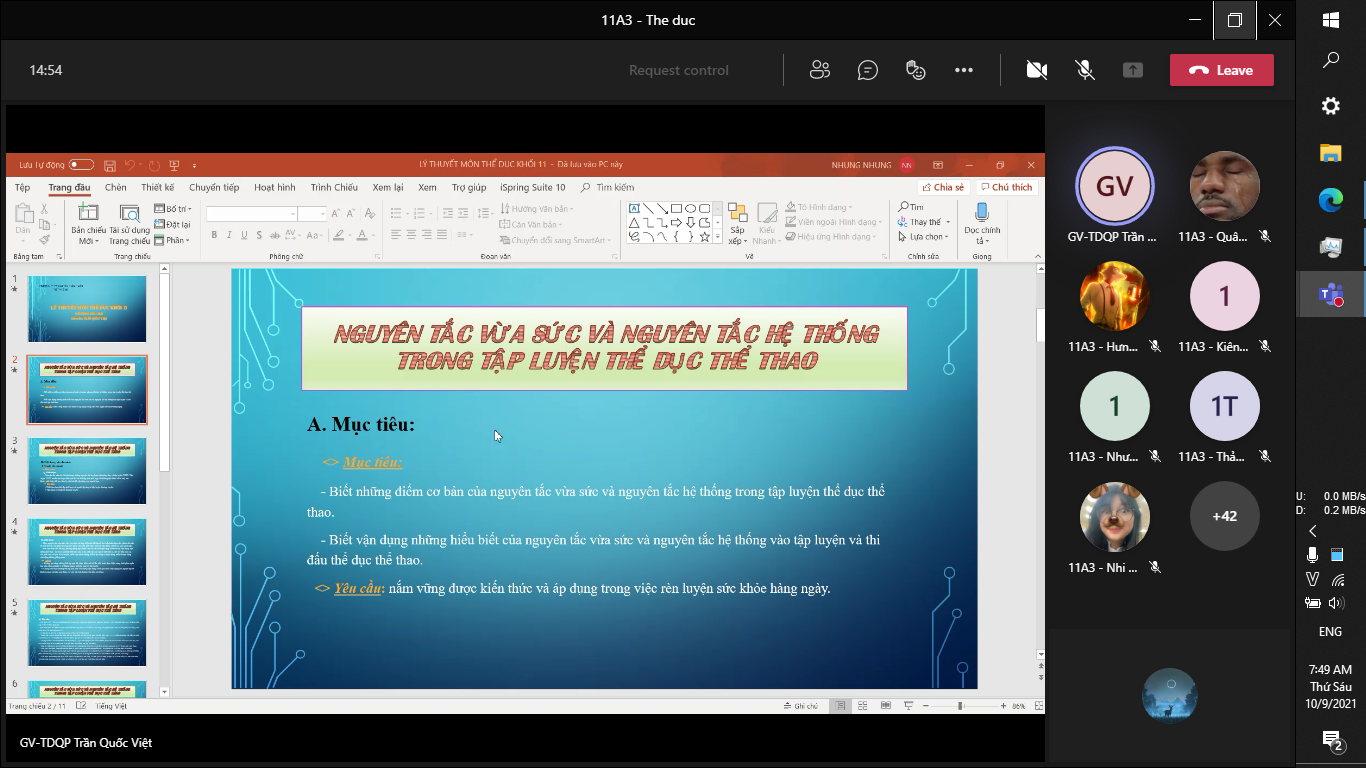 11A3 - The duc
14:54
Request control
Leave
Lưu Tự động
LÝ THUYẾT MÔN THỂ DỤC KHỐI 11 - Đã lưu vào PC này
NHUNG NHUNG
NN
Tệp Trang đầu Chèn Thiết kế Chuyển tiếp Hoạt hình Trình Chiếu Xem lại Xem Trợ giúp iSpring Suite 10 Tìm kiếm
Chia sẻ
Chú thích
Dán
Bản chiếu Mới
Tái sử dụng Trang chiếu
Bố trí
Đặt lại
Phần
Hướng Văn bản
Căn Văn bản
Chuyển đổi sang SmartArt
Sắp xếp
Kiểu Nhanh
Tô Hình dạng
Viền ngoài Hình dạng
Hiệu ứng Hình dạng
Tìm
Thay thế
Lựa chọn
Đọc chính tả
Bảng tạm
Trang chiếu
Phông chữ
Đoạn văn
Vẽ
Chỉnh sửa
Giọng
1
LÝ THUYẾT MÔN THỂ DỤC KHỐI 11
2
3
4
5
6
NGUYÊN TẮC VỪA SỨC VÀ NGUYÊN TẮC HỆ THỐNG
TRONG TẬP LUYỆN THỂ DỤC THỂ THAO
A. Mục tiêu:
<> Mục tiêu:
- Biết những điểm cơ bản của nguyên tắc vừa sức và nguyên tắc hệ thống trong tập luyện thể dục thể
thao.
- Biết vận dụng những hiểu biết của nguyên tắc vừa sức và nguyên tắc hệ thống vào tập luyện và thi
đấu thể dục thể thao.
<> Yêu cầu: nắm vững được kiến thức và áp dụng trong việc rèn luyện sức khỏe hàng ngày.
Trang chiếu 2 / 11
Tiếng Việt
Ghi chú
86%
GV-TDQP Trần Quốc Việt
GV
GV-TDQP Trần ...
11A3 - Quâ...
11A3 - Hưn...
1
11A3 - Kiên...
1
11A3 - Như...
1T
11A3 - Thả...
11A3 - Nhi ...
+42
U: 0.0 MB/s
D: 0.2 MB/s
ENG
7:49 AM
Thứ Sáu
10/9/2021
2